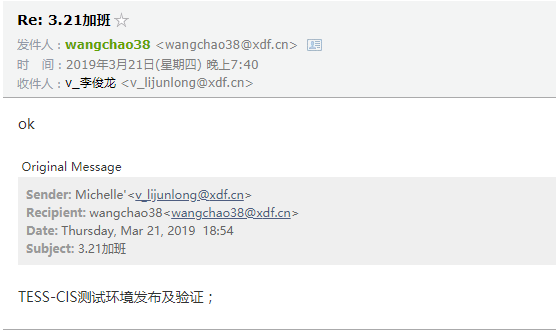 Re: 3.21加班
发件人：wangchao38 <wangchao38@xdf.cn>
时　间：2019年3月21日(星期四) 晚上7:40
收件人：v_李俊龙 <v_lijunlong@xdf.cn>
ok
Original Message
Sender: Michelle'<v_lijunlong@xdf.cn>
Recipient: wangchao38<wangchao38@xdf.cn>
Date: Thursday, Mar 21, 2019 18:54
Subject: 3.21加班
TESS-CIS测试环境发布及验证；